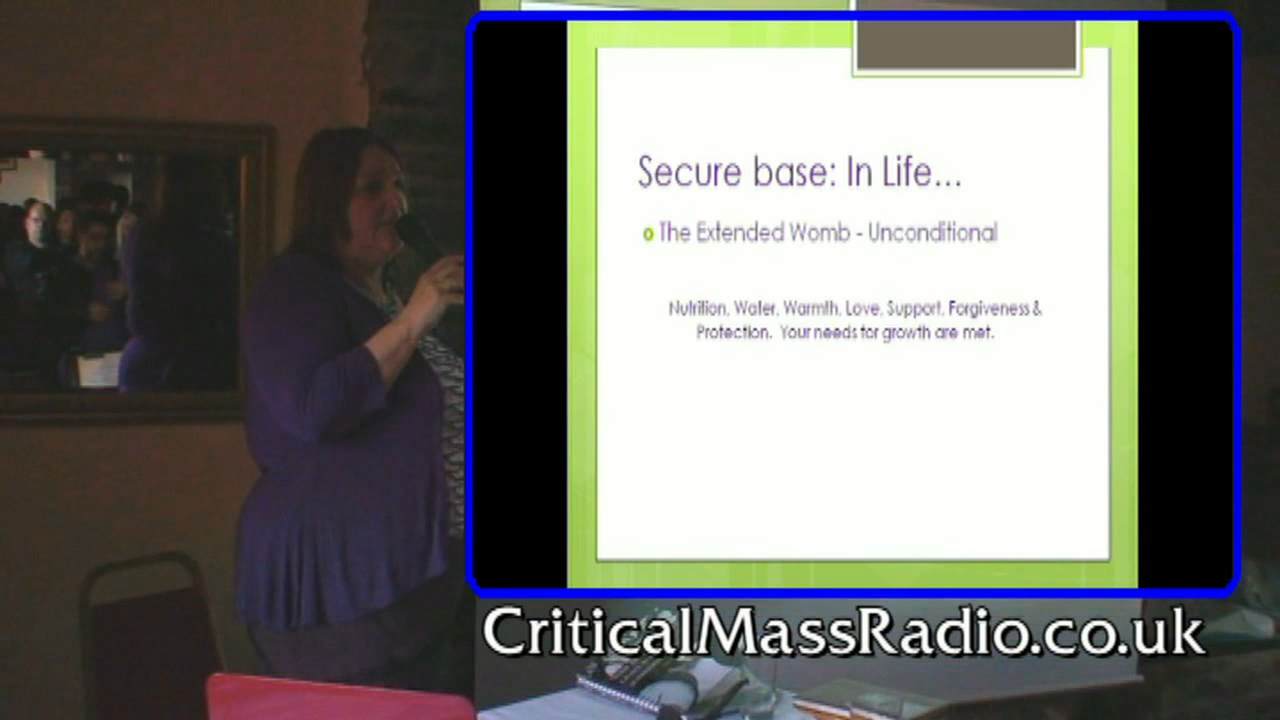 Secure base: In Life...
The Extended Womb - Unconditional
Nutrition, Water, Warmth, Love, Support, Forgiveness &
Protection. Your needs for growth are met.
CriticalMassRadio.co.uk